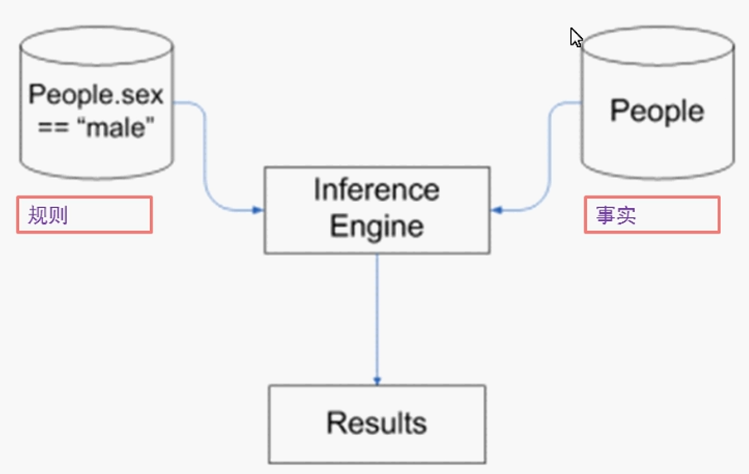 People.sex
== “male”
People
Inference
Engine
规则
事实
Results